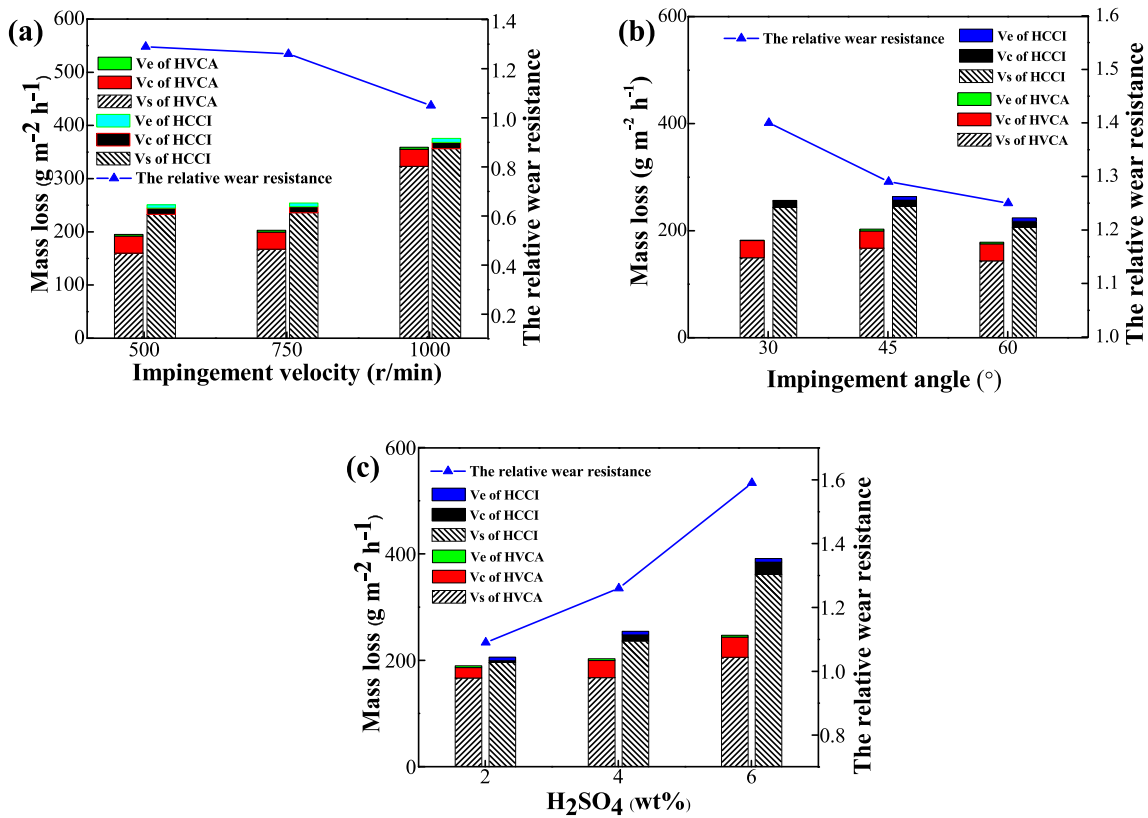 (a)
600
500
400
300
200
100
0
Mass loss (g m⁻² h⁻¹)
Ve of HVCA
Vc of HVCA
Vs of HVCA
Ve of HCCI
Vc of HCCI
Vs of HCCI
The relative wear resistance
1.4
1.2
1.0
0.8
0.6
0.4
0.2
The relative wear resistance
500 750 1000
Impingement velocity (r/min)
(b)
600
400
200
0
Mass loss (g m⁻² h⁻¹)
The relative wear resistance
Ve of HCCI
Vc of HCCI
Vs of HCCI
Ve of HVCA
Vc of HVCA
Vs of HVCA
1.6
1.5
1.4
1.3
1.2
1.1
1.0
The relative wear resistance
30 45 60
Impingement angle (°)
(c)
600
400
200
0
Mass loss (g m⁻² h⁻¹)
The relative wear resistance
Ve of HCCI
Vc of HCCI
Vs of HCCI
Ve of HVCA
Vc of HVCA
Vs of HVCA
1.6
1.4
1.2
1.0
0.8
The relative wear resistance
2 4 6
H₂SO₄ (wt%)